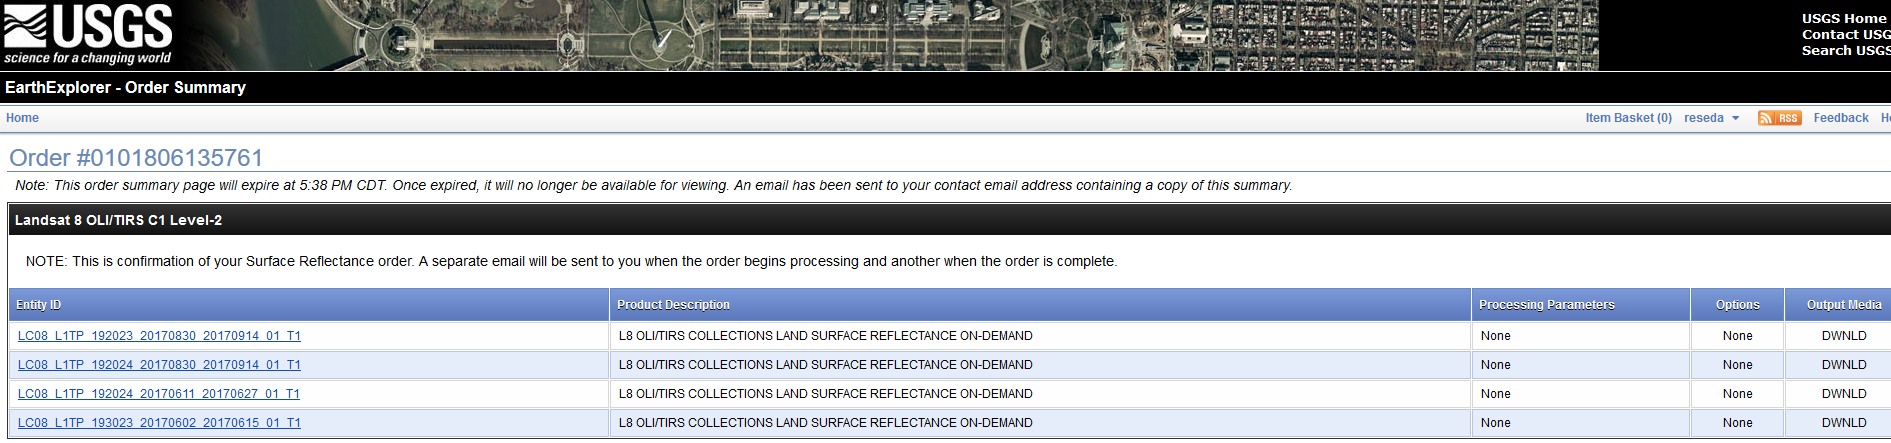 USGS
science for a changing world
USGS Home
Contact USG
Search USGS
EarthExplorer - Order Summary
Home Item Basket (0) reseda RSS Feedback H
Order #0101806135761
Note: This order summary page will expire at 5:38 PM CDT. Once expired, it will no longer be available for viewing. An email has been sent to your contact email address containing a copy of this summary.
Landsat 8 OLI/TIRS C1 Level-2
NOTE: This is confirmation of your Surface Reflectance order. A separate email will be sent to you when the order begins processing and another when the order is complete.
Entity ID Product Description Processing Parameters Options Output Media
LC08_L1TP_192023_20170830_20170914_01_T1 L8 OLI/TIRS COLLECTIONS LAND SURFACE REFLECTANCE ON-DEMAND None None DWNLD
LC08_L1TP_192024_20170830_20170914_01_T1 L8 OLI/TIRS COLLECTIONS LAND SURFACE REFLECTANCE ON-DEMAND None None DWNLD
LC08_L1TP_192024_20170611_20170627_01_T1 L8 OLI/TIRS COLLECTIONS LAND SURFACE REFLECTANCE ON-DEMAND None None DWNLD
LC08_L1TP_193023_20170602_20170615_01_T1 L8 OLI/TIRS COLLECTIONS LAND SURFACE REFLECTANCE ON-DEMAND None None DWNLD